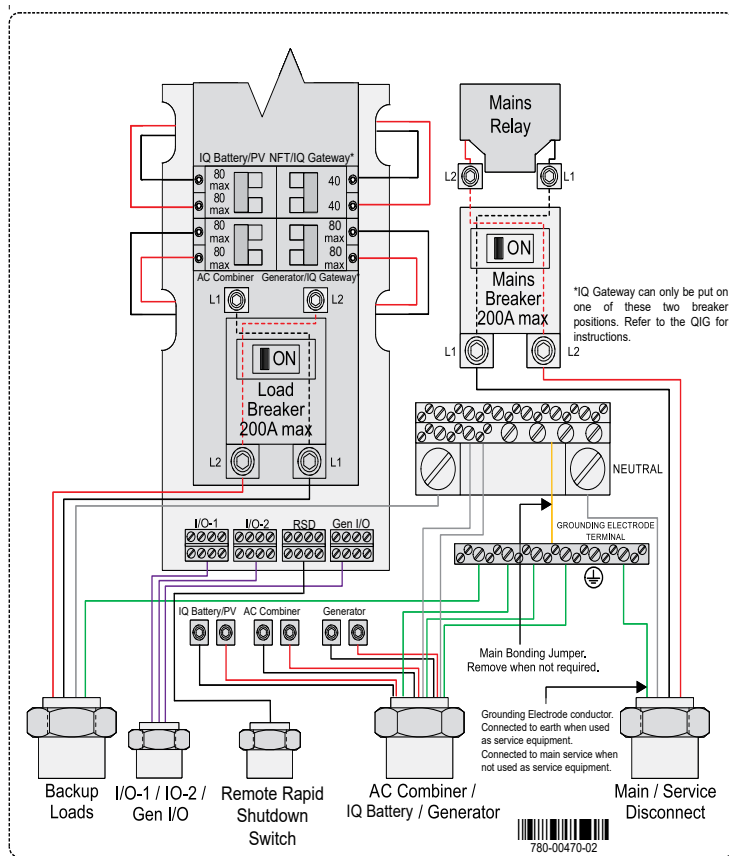 Mains
Relay
IQ Battery/PV NFT/IQ Gateway*
80
max
40
80
max
40
L2
L1
80
max
80
max
80
max
80
max
AC Combiner Generator/IQ Gateway*
L1
L2
ON
Mains
Breaker
200A max
*IQ Gateway can only be put on
one of these two breaker
positions. Refer to the QIG for
instructions.
ON
Load
Breaker
200A max
L1
L2
L2
L1
NEUTRAL
I/O-1
I/O-2
RSD
Gen I/O
GROUNDING ELECTRODE
TERMINAL
IQ Battery/PV
AC Combiner
Generator
Main Bonding Jumper.
Remove when not required.
Grounding Electrode conductor.
Connected to earth when used
as service equipment.
Connected to main service when
not used as service equipment.
Backup
Loads
I/O-1 / IO-2 /
Gen I/O
Remote Rapid
Shutdown
Switch
AC Combiner /
IQ Battery / Generator
Main / Service
Disconnect
780-00470-02